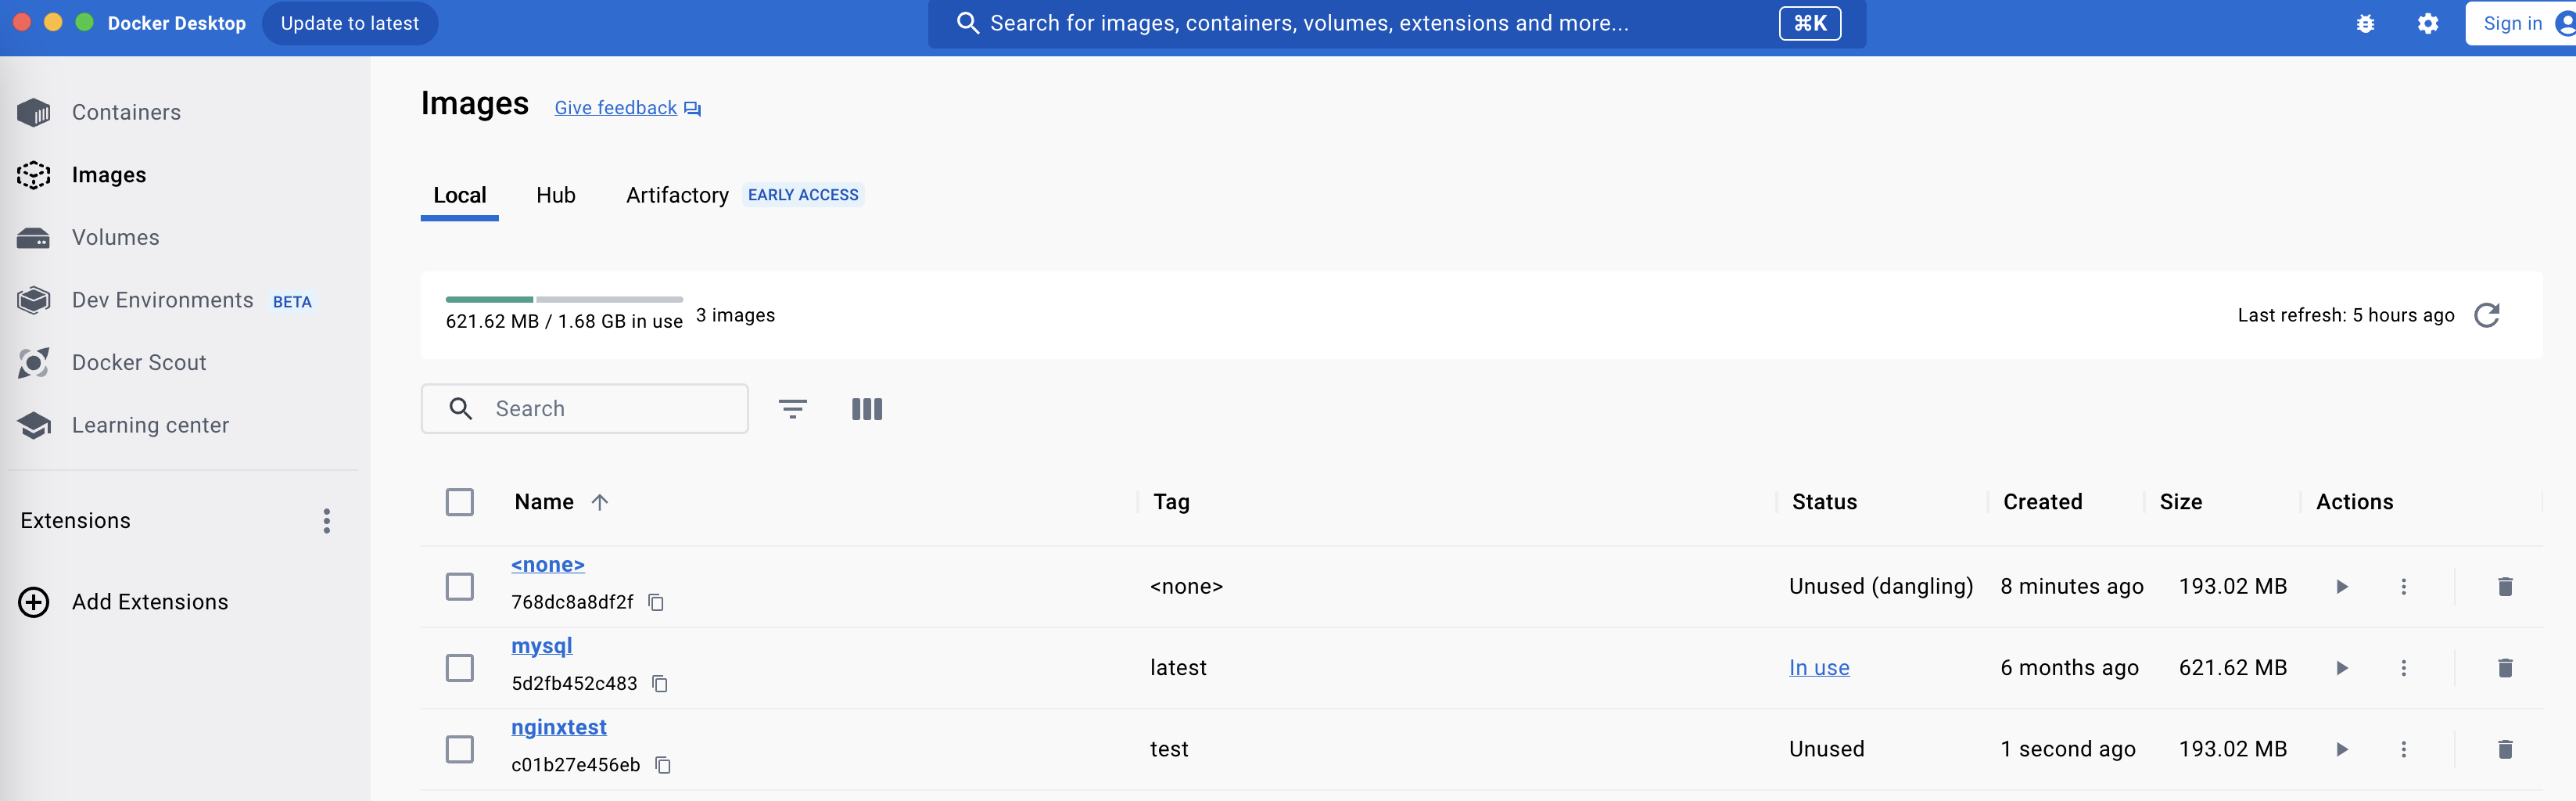 Docker Desktop Update to latest Search for images, containers, volumes, extensions and more... ⌘K Sign in
Containers
Images
Volumes
Dev Environments BETA
Docker Scout
Learning center
Extensions
Add Extensions
Images Give feedback
Local Hub Artifactory EARLY ACCESS
621.62 MB / 1.68 GB in use 3 images Last refresh: 5 hours ago
Search
Name Tag Status Created Size Actions
<none>
768dc8a8df2f <none> Unused (dangling) 8 minutes ago 193.02 MB
mysql
5d2fb452c483 latest In use 6 months ago 621.62 MB
nginxtest
c01b27e456eb test Unused 1 second ago 193.02 MB